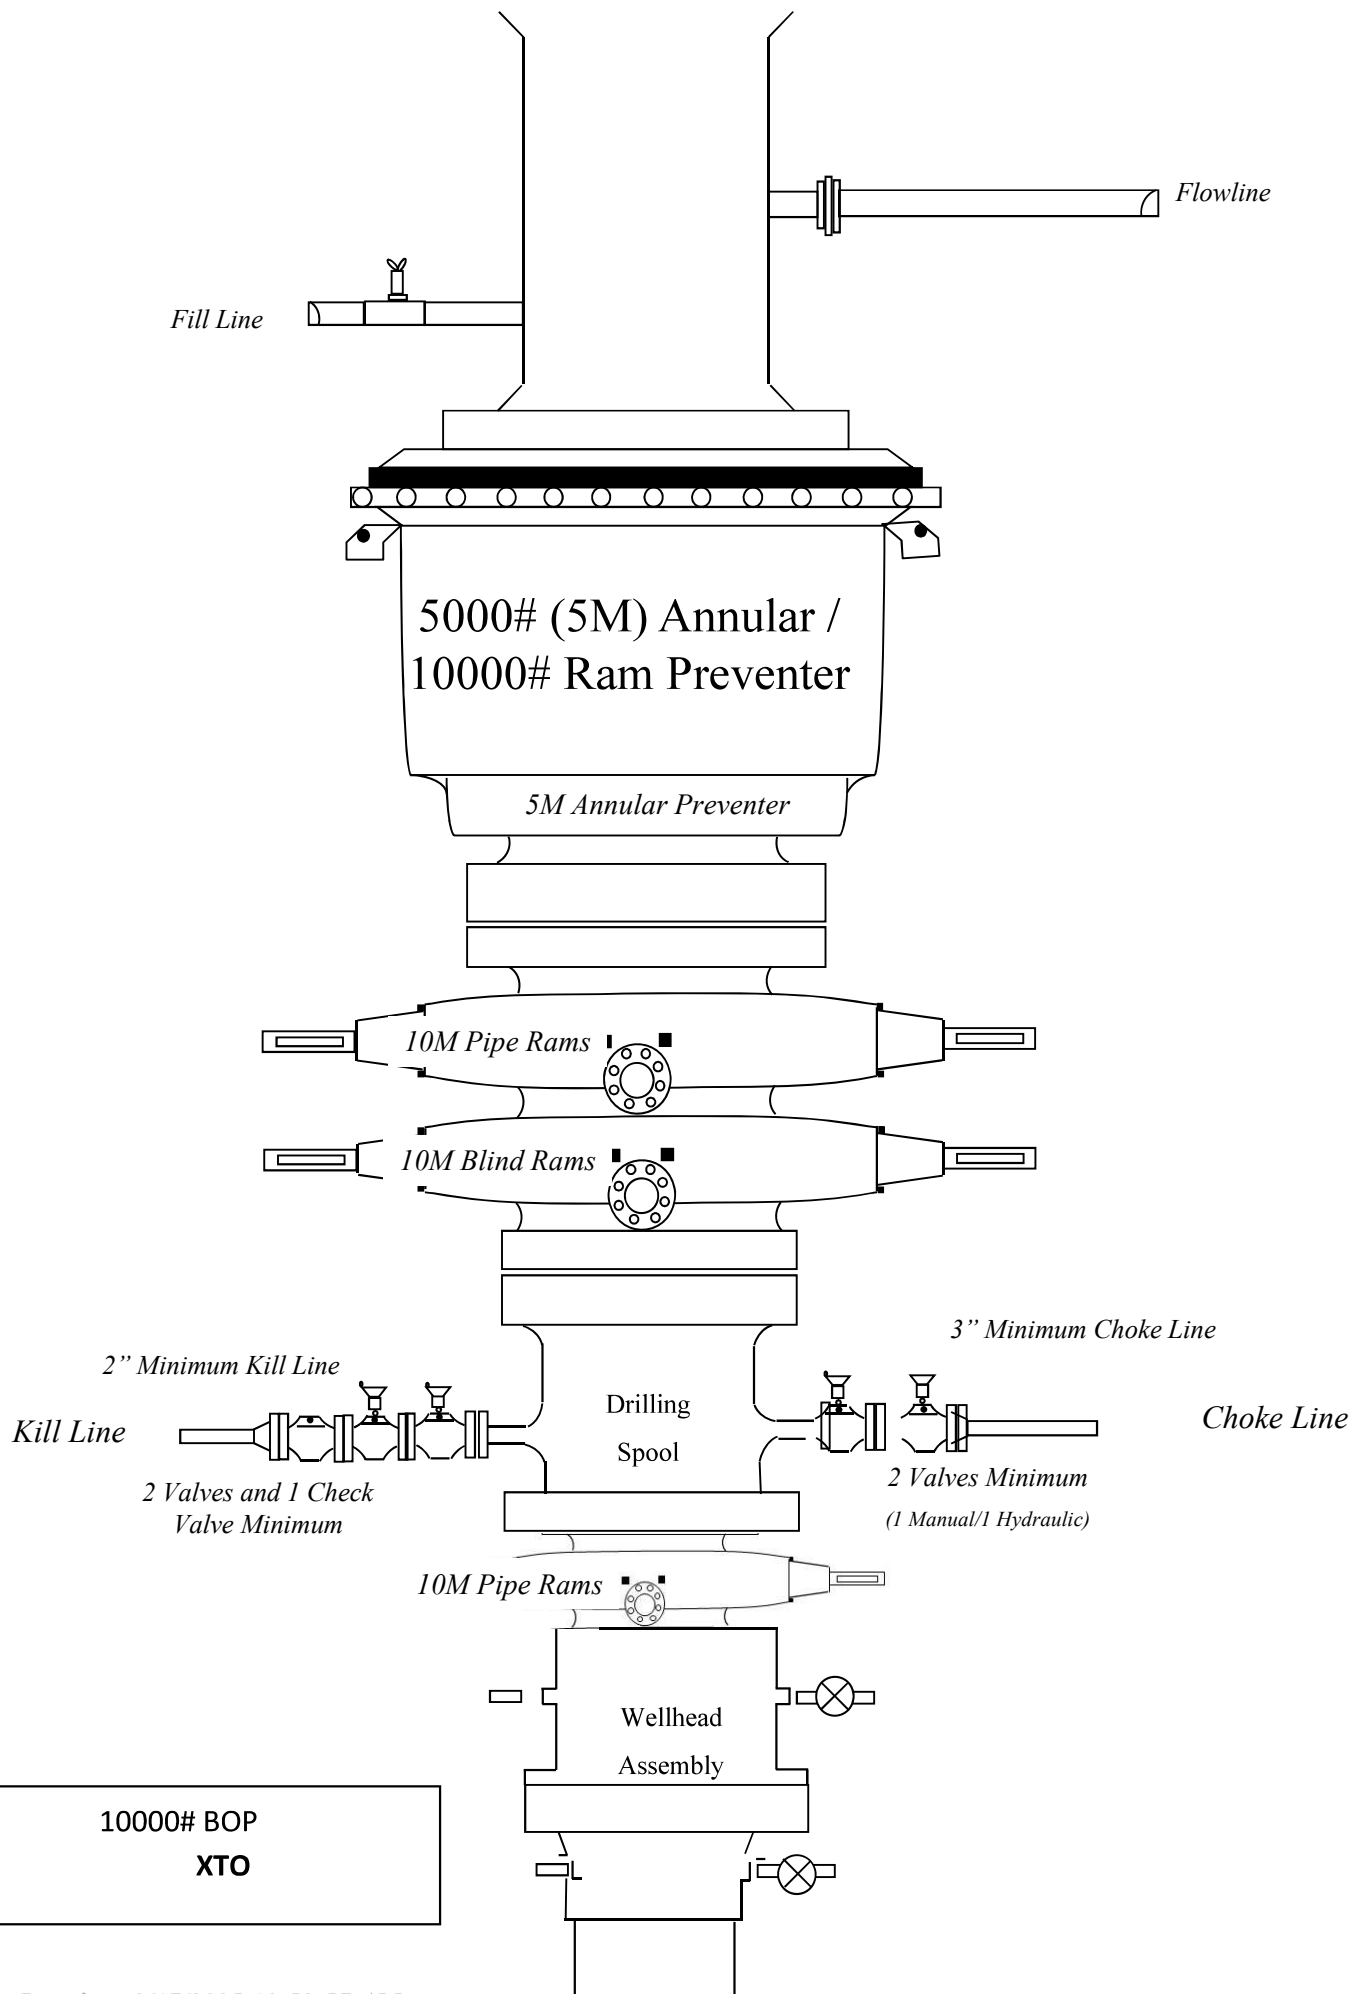 Flowline
Fill Line
5000# (5M) Annular /
10000# Ram Preventer
5M Annular Preventer
10M Pipe Rams
10M Blind Rams
3” Minimum Choke Line
2” Minimum Kill Line
Drilling
Spool
Kill Line
Choke Line
2 Valves and 1 Check
Valve Minimum
2 Valves Minimum
(1 Manual/1 Hydraulic)
10M Pipe Rams
Wellhead
Assembly
10000# BOP
XTO